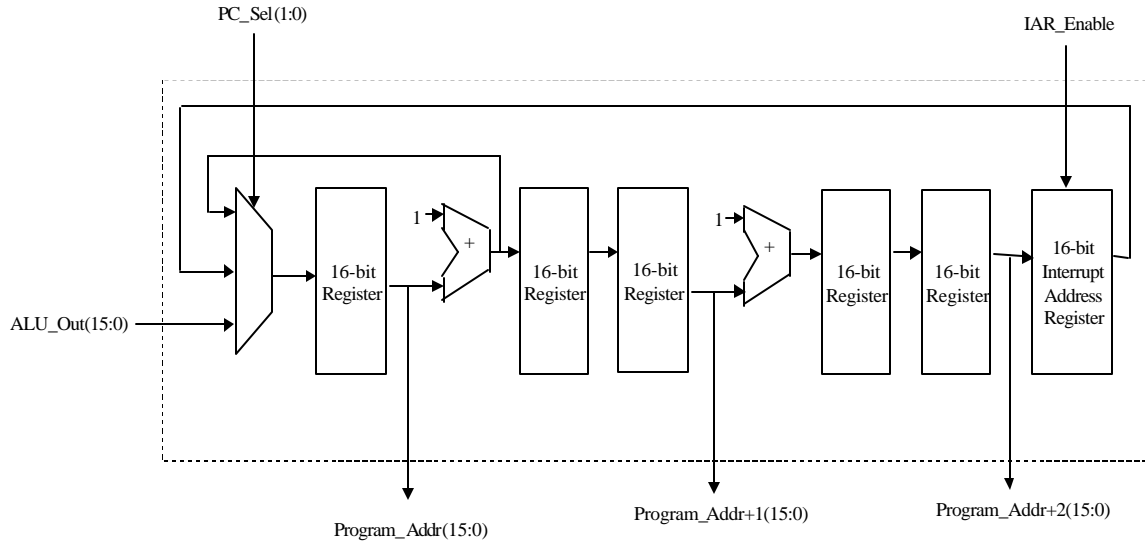 PC_Sel(1:0)
IAR_Enable
1
+
16-bit
Register
16-bit
Register
16-bit
Register
1
+
16-bit
Register
16-bit
Register
16-bit
Interrupt
Address
Register
ALU_Out(15:0)
Program_Addr(15:0)
Program_Addr+1(15:0)
Program_Addr+2(15:0)